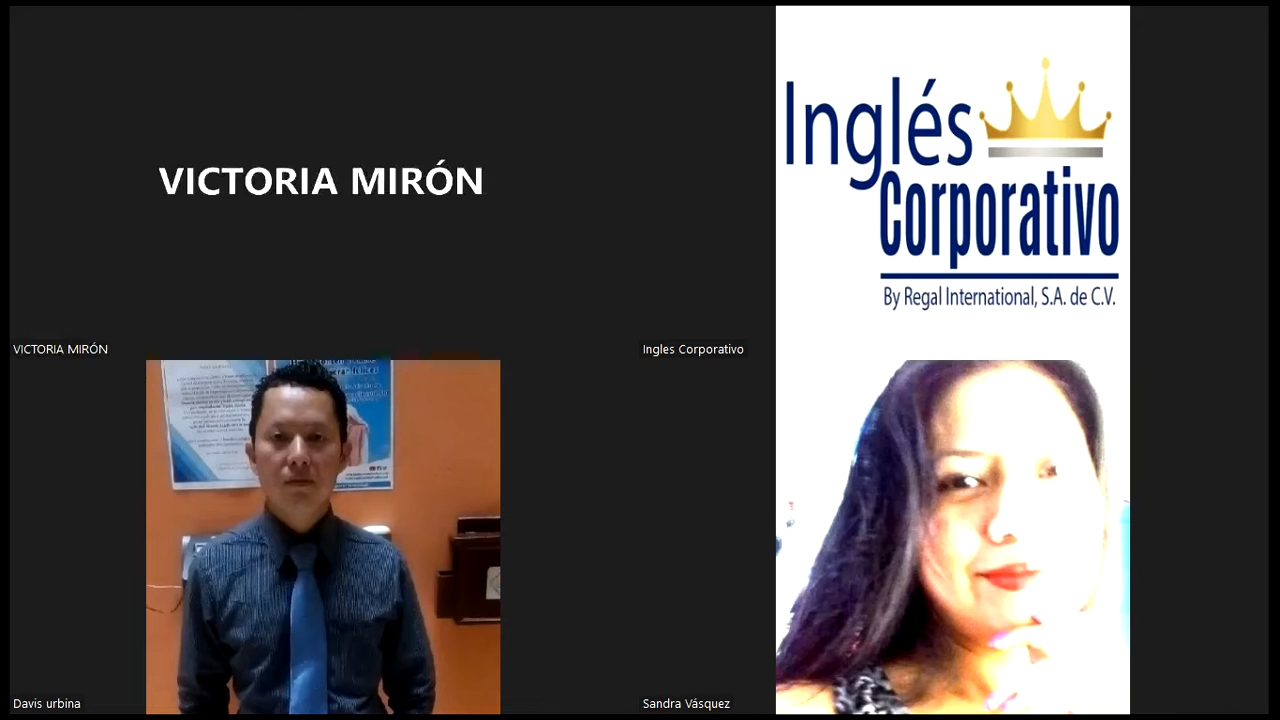 VICTORIA MIRÓN
Inglés
Corporativo
By Regal International, S.A. de C.V.
VICTORIA MIRÓN
Ingles Corporativo
Davis urbina
Sandra Vásquez